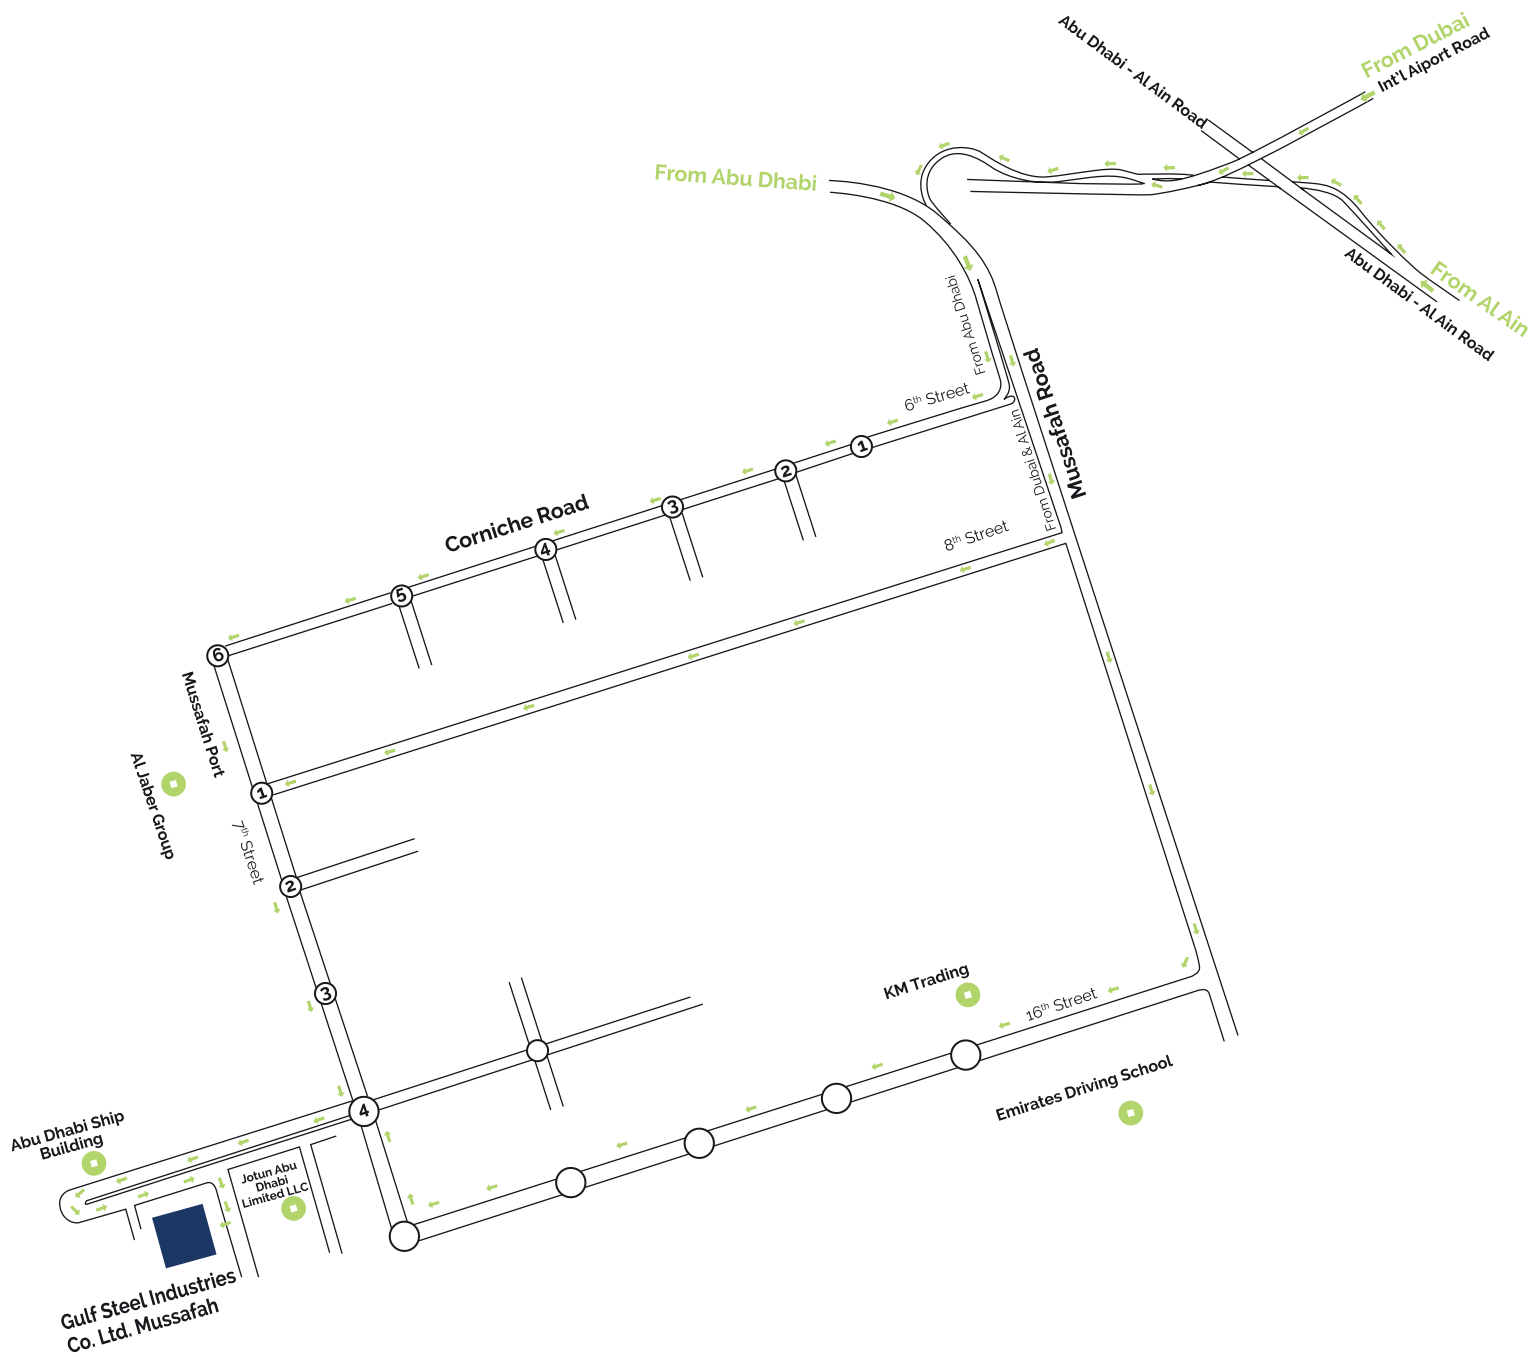 From Dubai
Int'l Aiport Road
Abu Dhabi - Al Ain Road
From Abu Dhabi
From Al Ain
Abu Dhabi - Al Ain Road
From Abu Dhabi
Mussafah Road
6th Street
From Dubai & Al Ain
1
2
3
Corniche Road
4
8th Street
5
6
Mussafah Port
Al Jaber Group
1
7th Street
2
3
KM Trading
16th Street
Emirates Driving School
4
Abu Dhabi Ship
Building
Jotun Abu
Dhabi
Limited LLC
Gulf Steel Industries
Co. Ltd. Mussafah